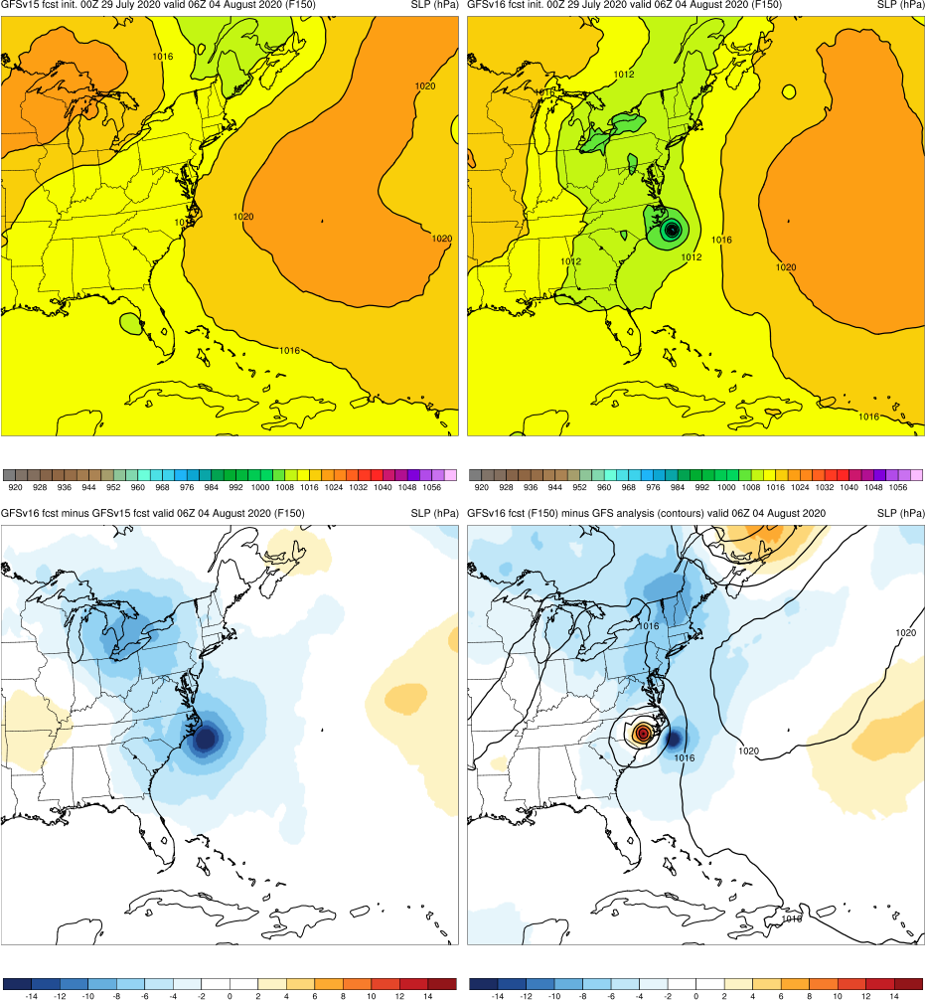 GFSv15 fcst init. 00Z 29 July 2020 valid 06Z 04 August 2020 (F150) SLP (hPa)
GFSv16 fcst init. 00Z 29 July 2020 valid 06Z 04 August 2020 (F150) SLP (hPa)
1016
1020
1020
1020
1016
1012
1012
1012
1016
1020
1016
920 928 936 944 952 960 968 976 984 992 1000 1008 1016 1024 1032 1040 1048 1056
920 928 936 944 952 960 968 976 984 992 1000 1008 1016 1024 1032 1040 1048 1056
GFSv16 fcst minus GFSv15 fcst valid 06Z 04 August 2020 (F150) SLP (hPa)
GFSv16 fcst (F150) minus GFS analysis (contours) valid 06Z 04 August 2020 SLP (hPa)
1016
1020
1020
1016
1016
-14 -12 -10 -8 -6 -4 -2 0 2 4 6 8 10 12 14
-14 -12 -10 -8 -6 -4 -2 0 2 4 6 8 10 12 14